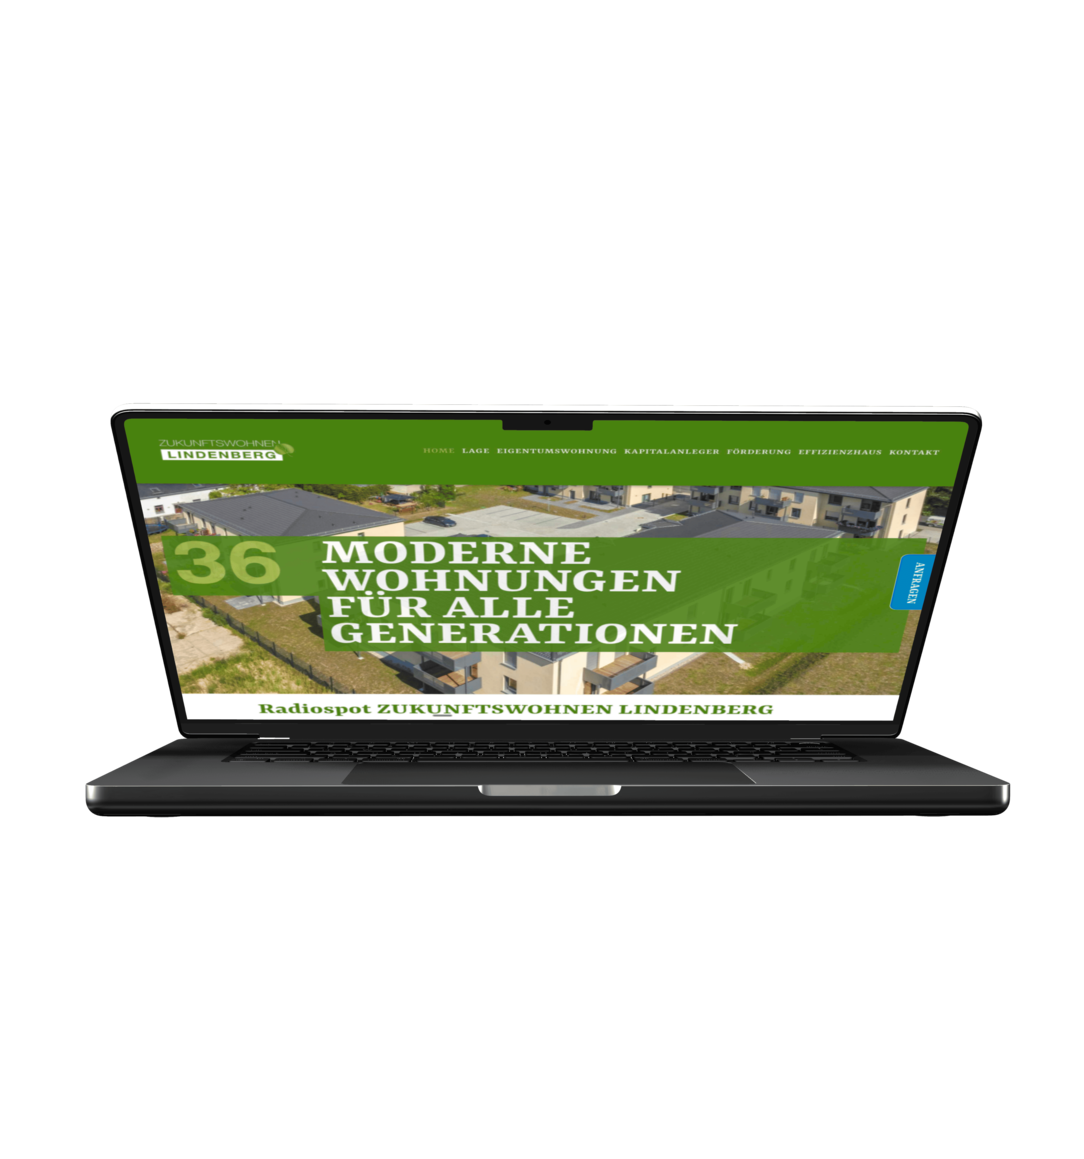 ZUKUNFTSWOHNEN
LINDENBERG
HOME LAGE EIGENTUMSWOHNUNG KAPITALANLEGER FÖRDERUNG EFFIZIENZHAUS KONTAKT
36
MODERNE
WOHNUNGEN
FÜR ALLE
GENERATIONEN
ANFRAGEN
Radiospot ZUKUNFTSWOHNEN LINDENBERG